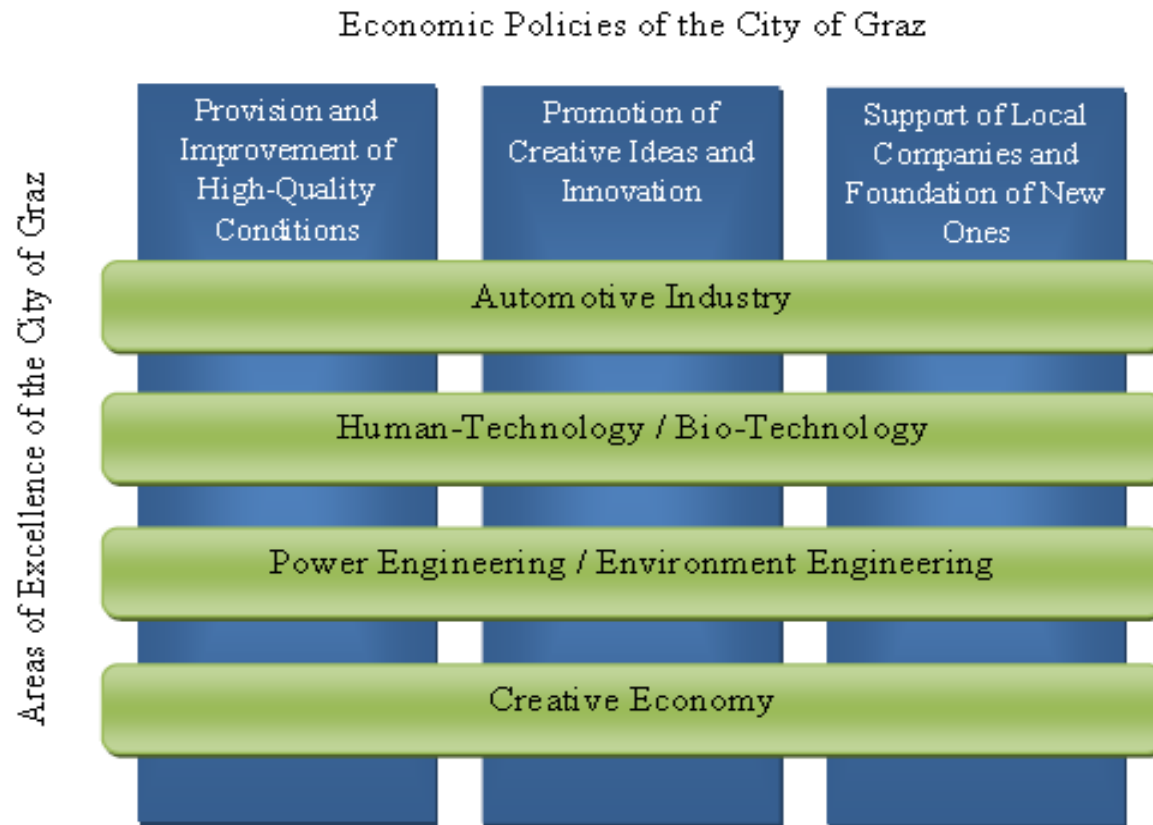 Economic Policies of the City of Graz
Areas of Excellence of the City of Graz
Provision and
Improvement of
High-Quality
Conditions
Promotion of
Creative Ideas and
Innovation
Support of Local
Companies and
Foundation of New
Ones
Automotive Industry
Human-Technology / Bio-Technology
Power Engineering / Environment Engineering
Creative Economy